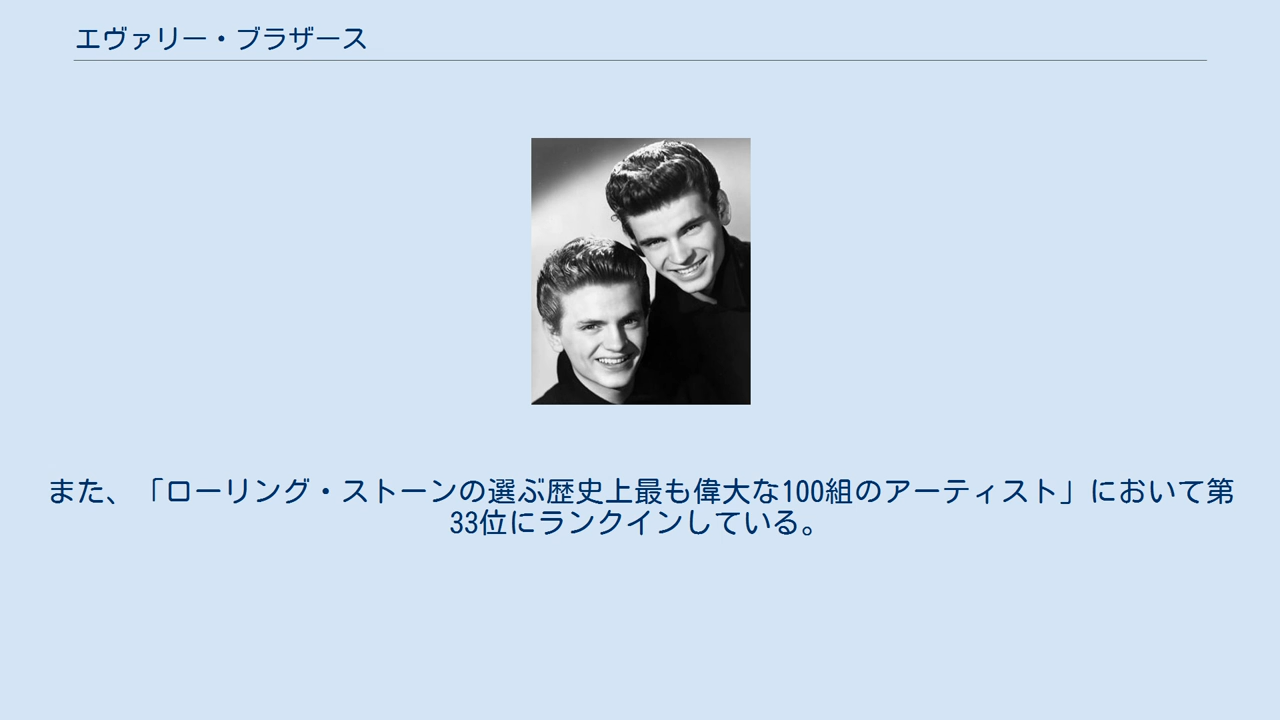 エヴァリー・ブラザース
また、「ローリング・ストーンの選ぶ歴史上最も偉大な100組のアーティスト」において第
33位にランクインしている。